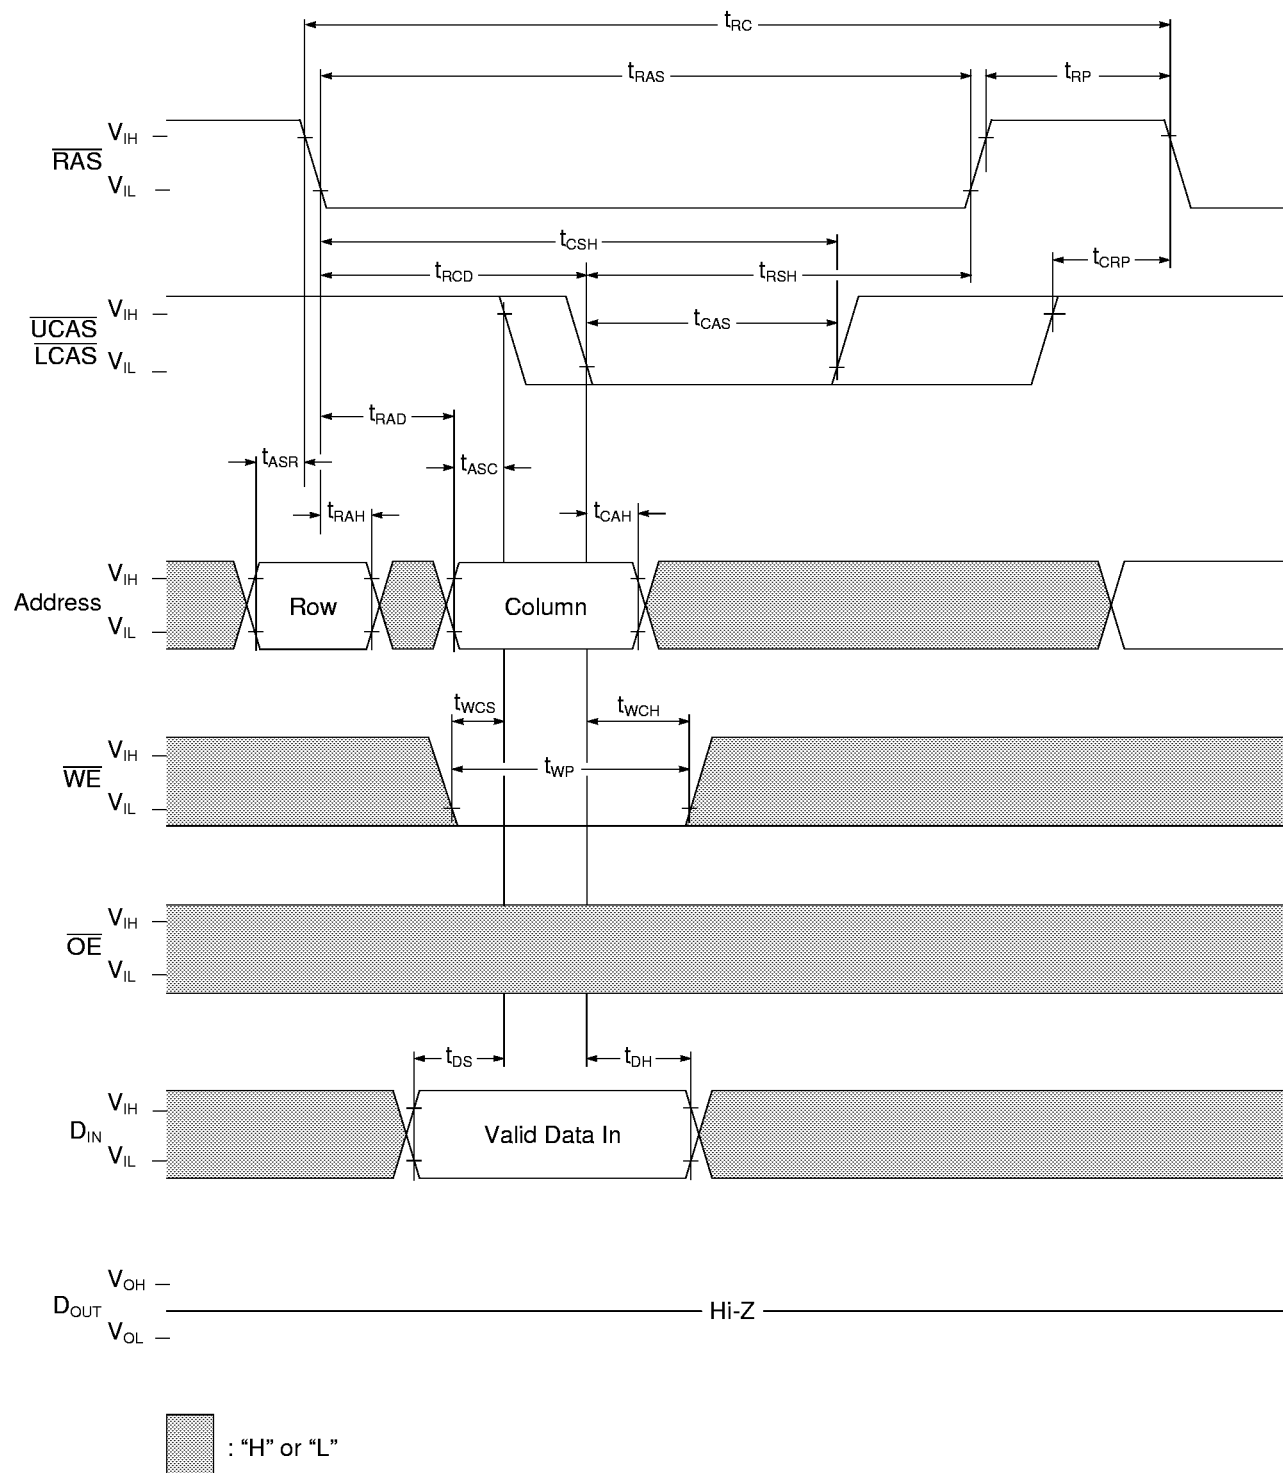 tRC
tRAS
tRP
VIH
RAS
VIL
tCSH
tRCD
tRSH
tCRP
VIH
UCAS
LCAS
VIL
tCAS
tRAD
tASR
tASC
tRAH
tCAH
VIH
Address
VIL
Row
Column
tWCS
tWCH
VIH
WE
VIL
tWP
VIH
OE
VIL
tDS
tDH
VIH
DIN
VIL
Valid Data In
VOH
DOUT
VOL
Hi-Z
: “H” or “L”